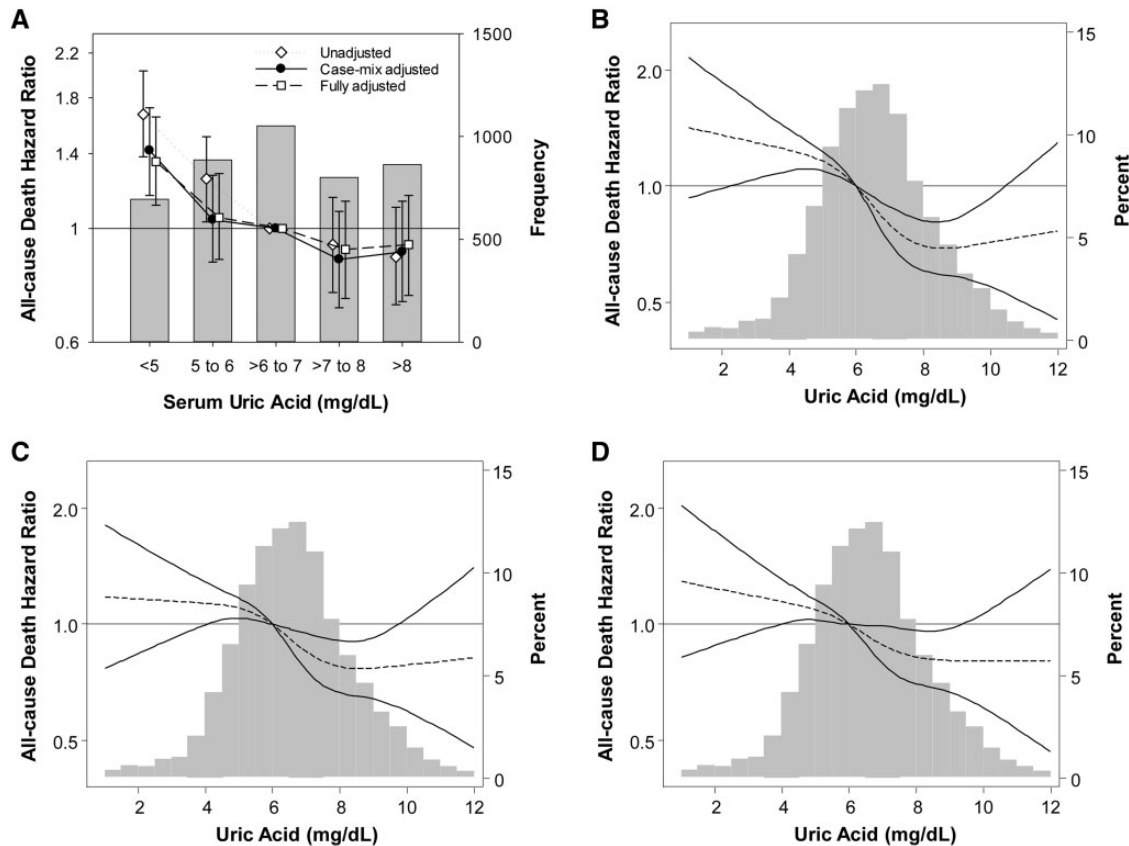 A
All-cause Death Hazard Ratio
2.2
1.8
1.4
1
0.6
Unadjusted
Case-mix adjusted
Fully adjusted
1500
1000
500
0
Frequency
<5
5 to 6
>6 to 7
>7 to 8
>8
Serum Uric Acid (mg/dL)
B
All-cause Death Hazard Ratio
2.0
1.0
0.5
15
10
5
0
Percent
2
4
6
8
10
12
Uric Acid (mg/dL)
C
All-cause Death Hazard Ratio
2.0
1.0
0.5
15
10
5
0
Percent
2
4
6
8
10
12
Uric Acid (mg/dL)
D
All-cause Death Hazard Ratio
2.0
1.0
0.5
15
10
5
0
Percent
2
4
6
8
10
12
Uric Acid (mg/dL)